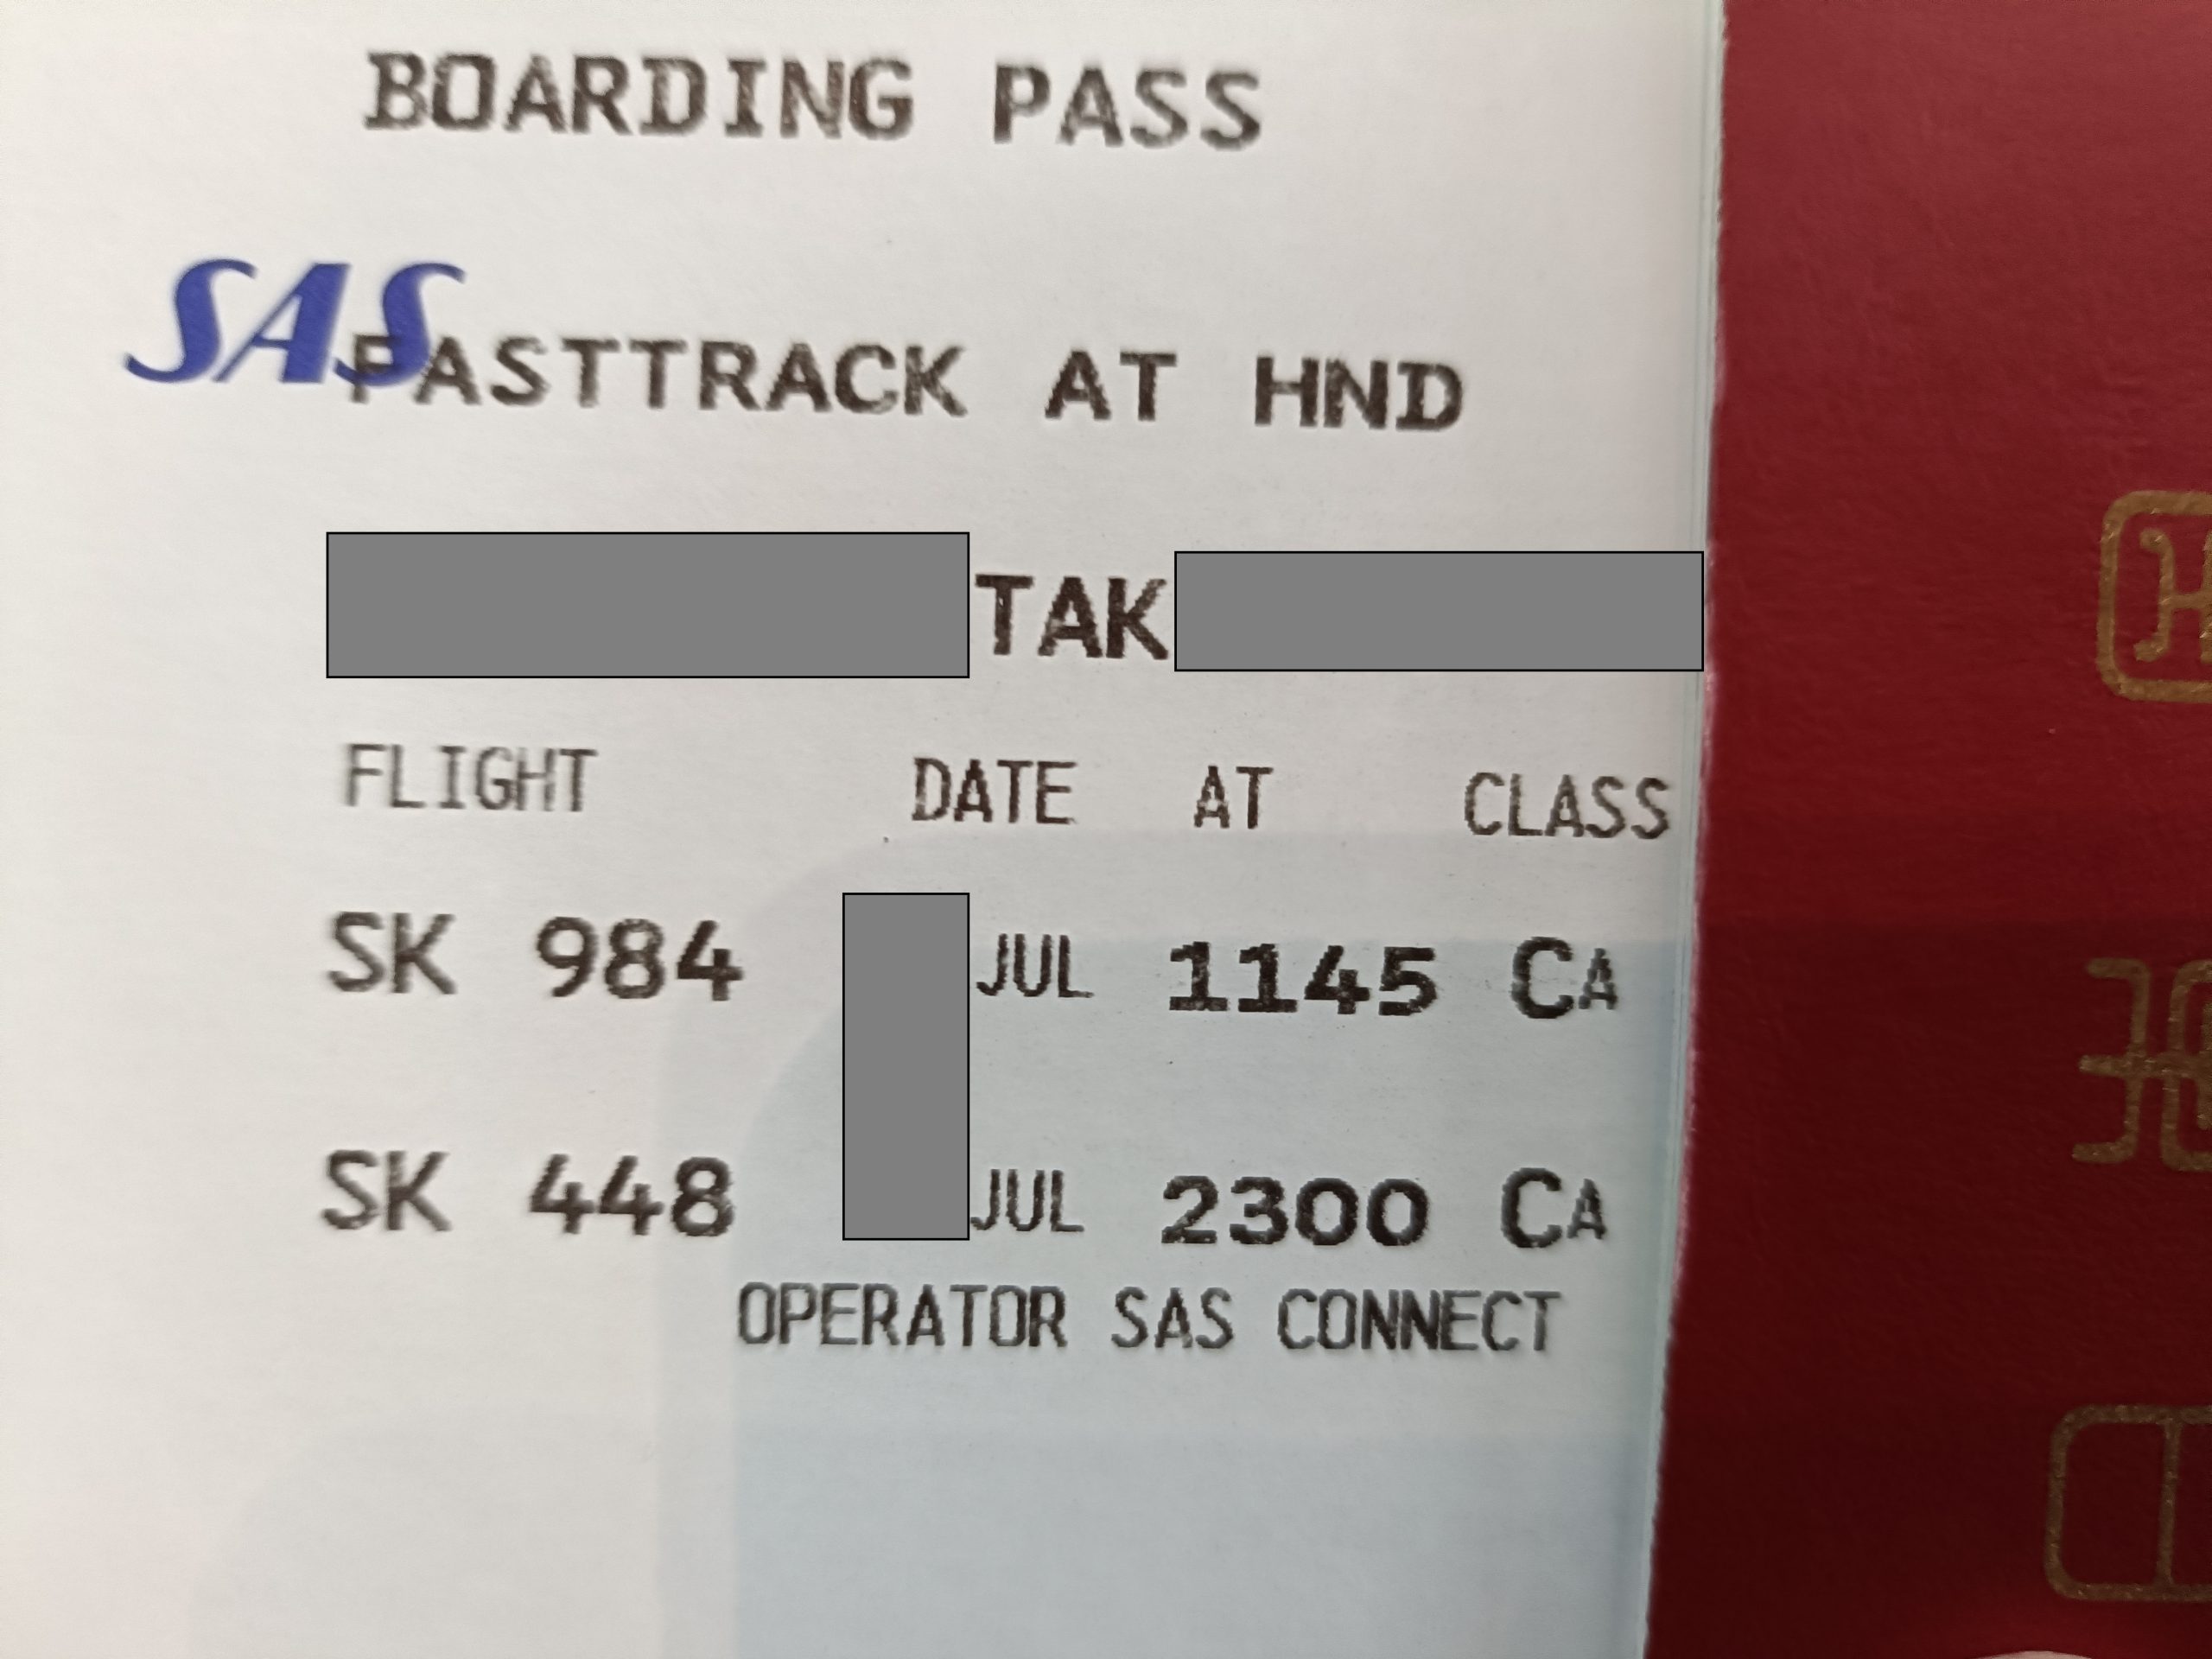 BOARDING PASS
SAS
FASTTRACK AT HND
TAK
FLIGHT DATE AT CLASS
SK 984 JUL 1145 CA
SK 448 JUL 2300 CA
OPERATOR SAS CONNECT